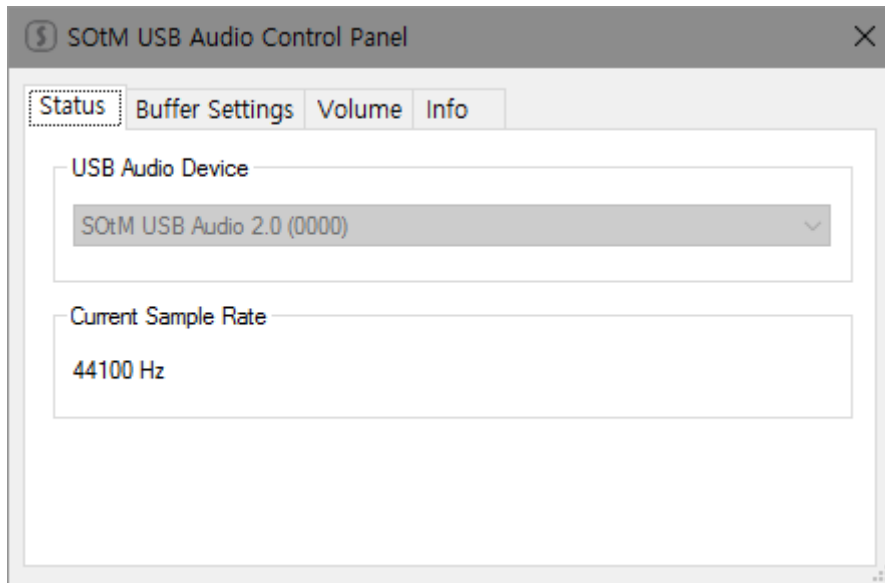 SOtM USB Audio Control Panel
Status Buffer Settings Volume Info
USB Audio Device
SOtM USB Audio 2.0 (0000)
Current Sample Rate
44100 Hz